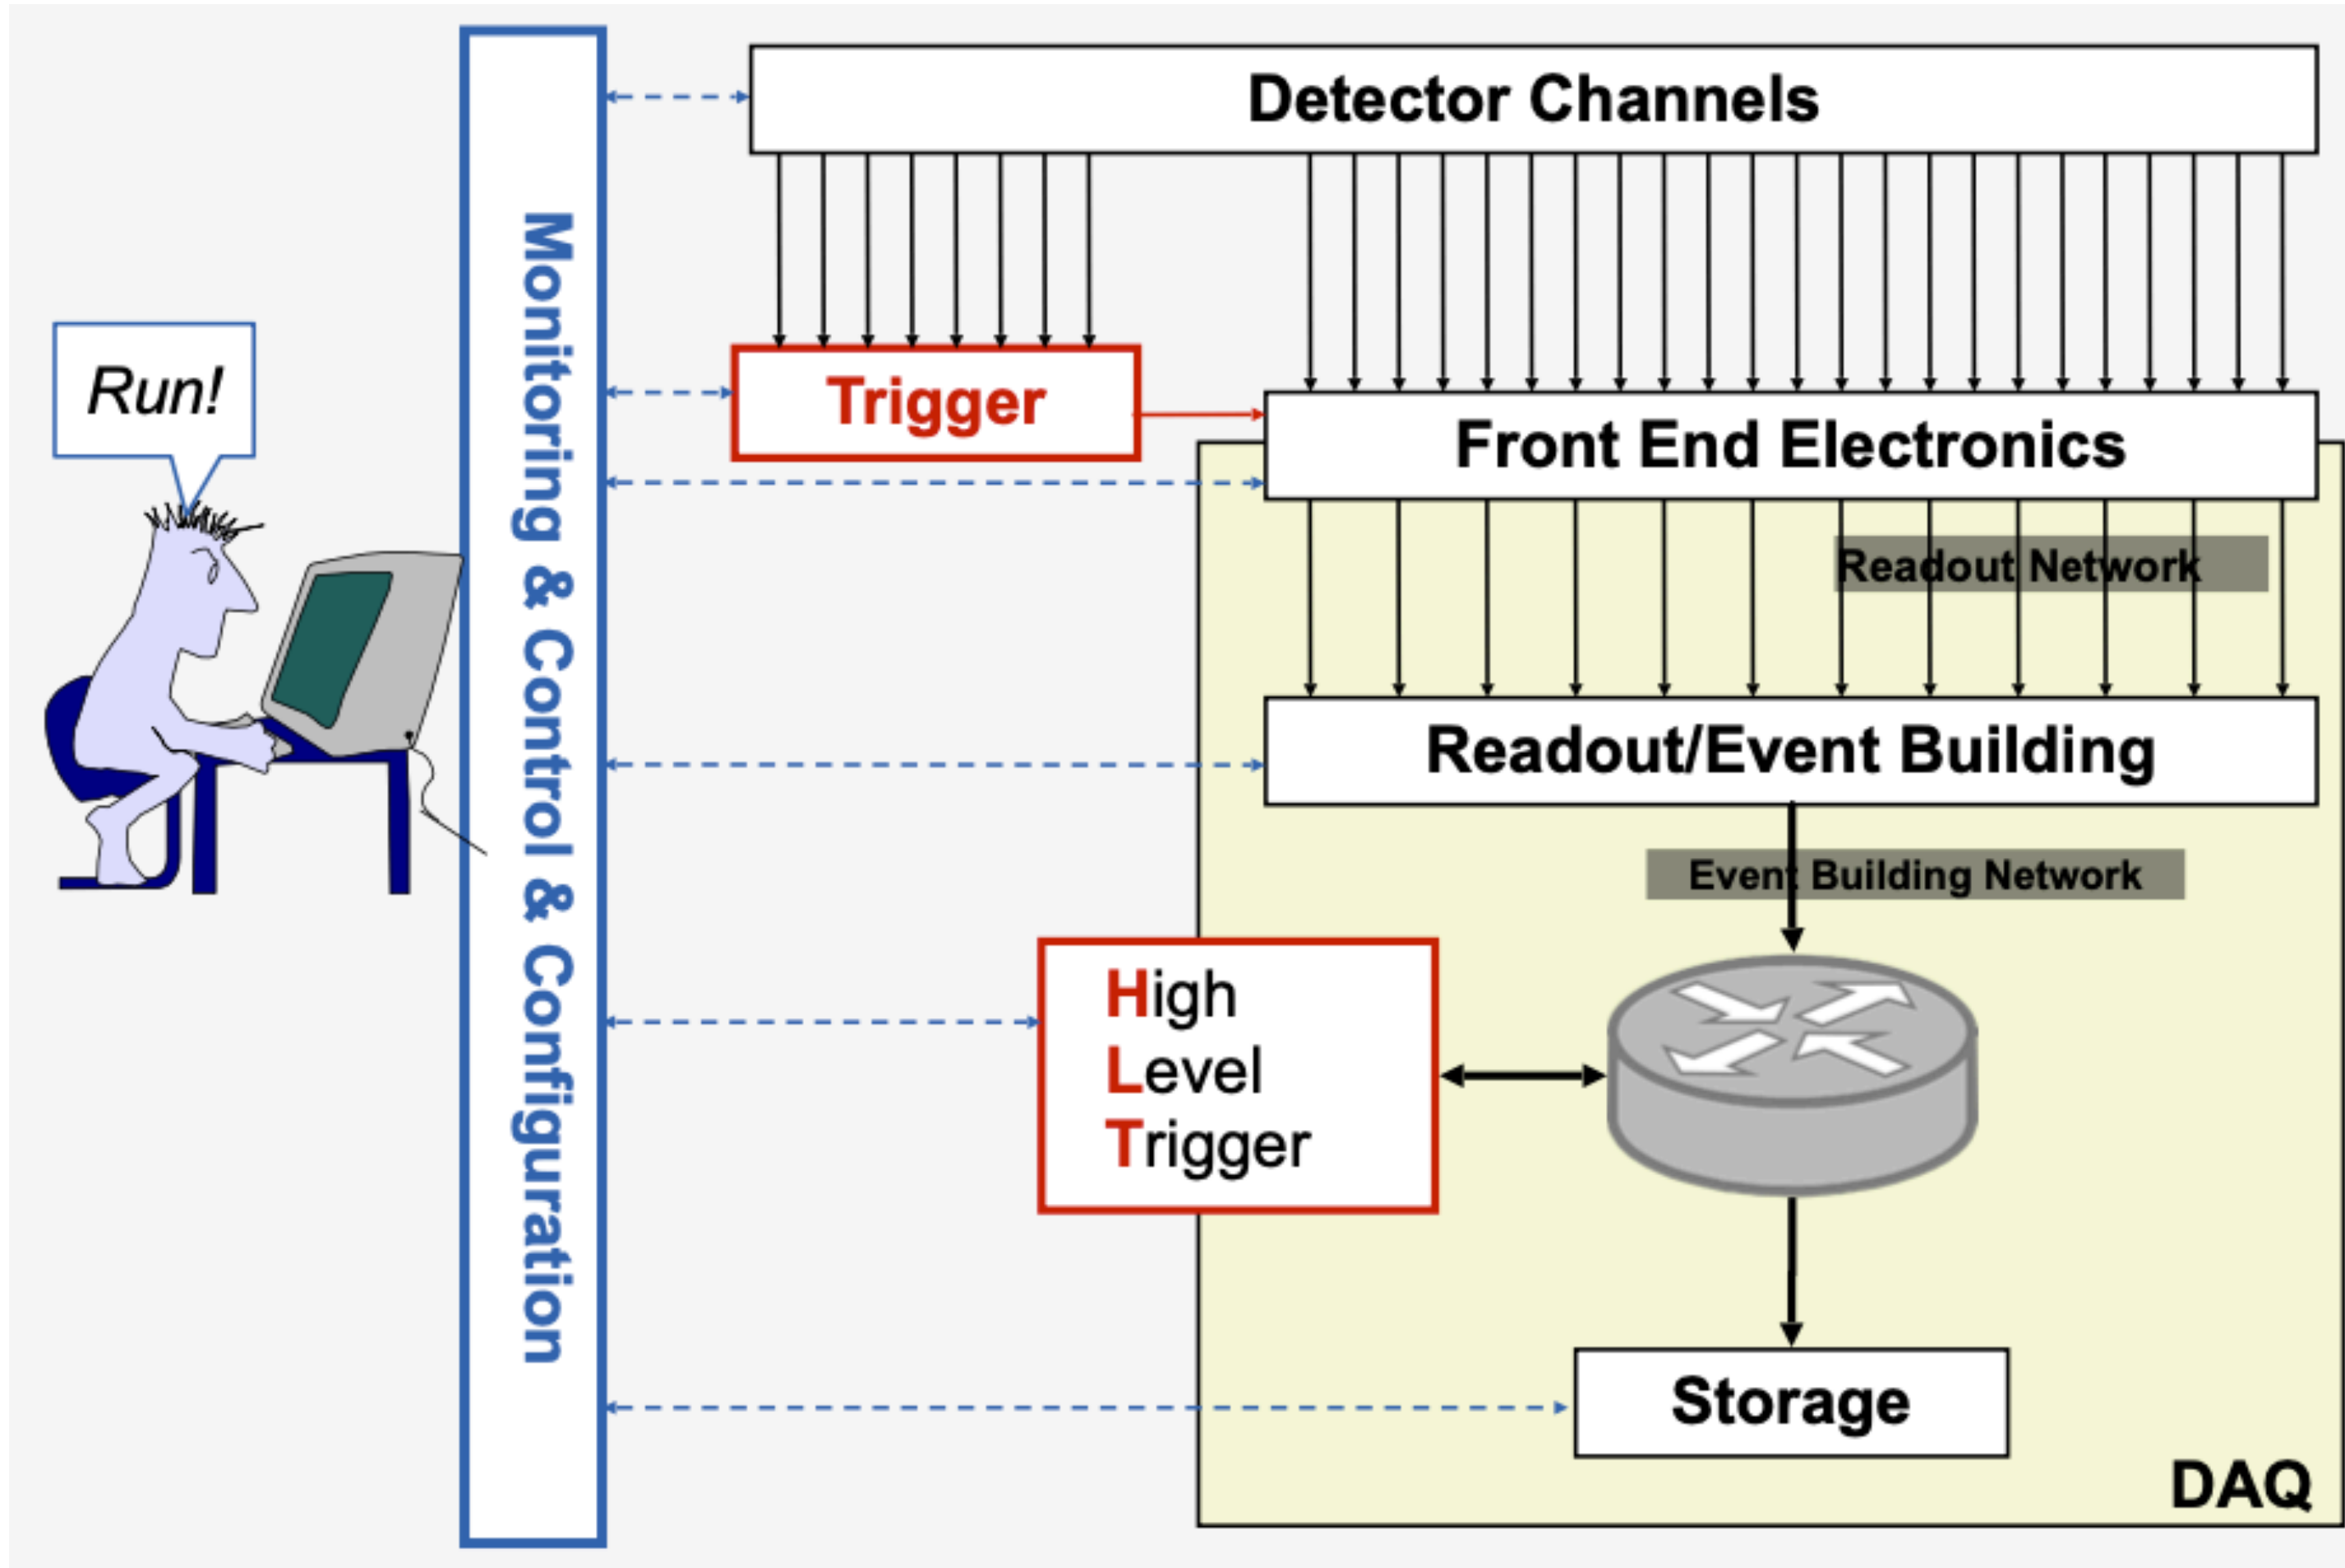 Detector Channels
Run!
Monitoring & Control & Configuration
Trigger
Front End Electronics
Readout Network
Readout/Event Building
Event Building Network
High
Level
Trigger
Storage
DAQ